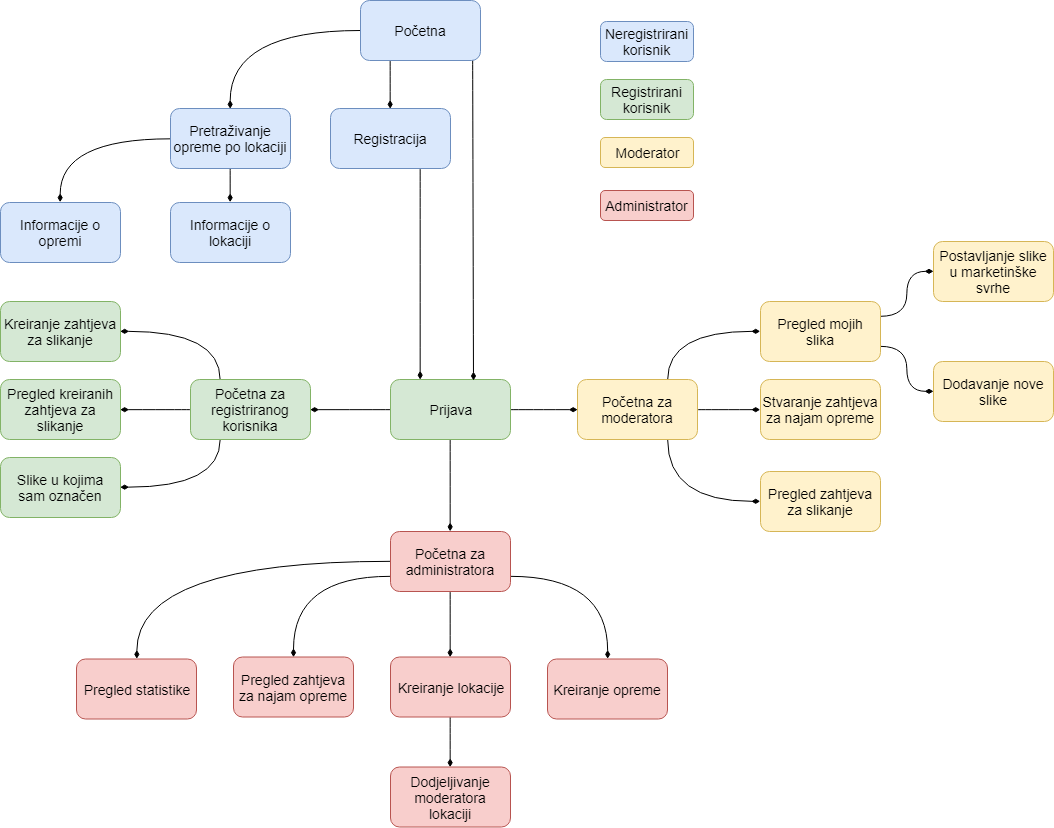 Početna
Neregistrirani
korisnik
Registrirani
korisnik
Moderator
Administrator
Pretraživanje
opreme po lokaciji
Registracija
Informacije o
opremi
Informacije o
lokaciji
Postavljanje slike
u marketinške
svrhe
Kreiranje zahtjeva
za slikanje
Pregled mojih
slika
Dodavanje nove
slike
Pregled kreiranih
zahtjeva za
slikanje
Početna za
registriranog
korisnika
Prijava
Početna za
moderatora
Stvaranje zahtjeva
za najam opreme
Slike u kojima
sam označen
Pregled zahtjeva
za slikanje
Početna za
administratora
Pregled statistike
Pregled zahtjeva
za najam opreme
Kreiranje lokacije
Kreiranje opreme
Dodjeljivanje
moderatora
lokaciji